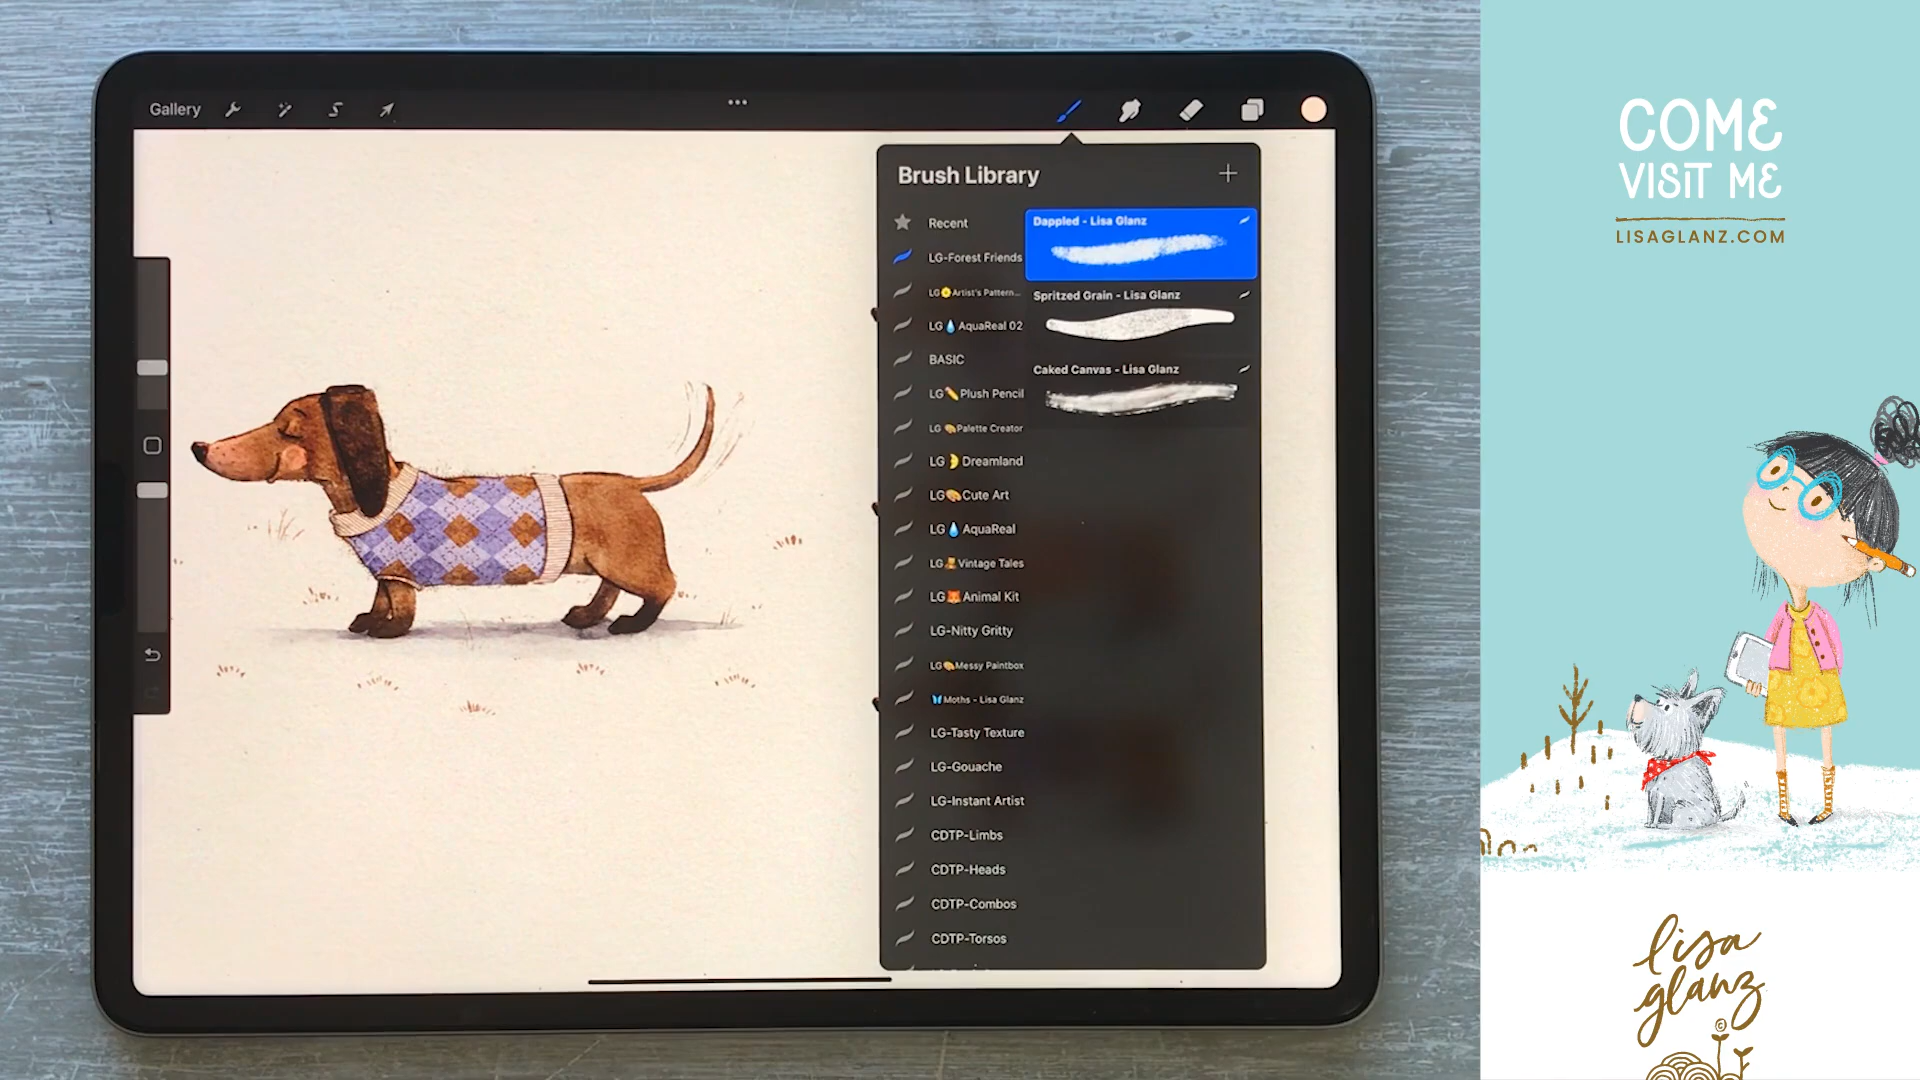 Gallery
Brush Library
Recent
LG-Forest Friends
LG Artist's Pattern...
LG AquaReal 02
BASIC
LG Plush Pencil
LG Palette Creator
LG Dreamland
LG Cute Art
LG AquaReal
LG Vintage Tales
LG Animal Kit
LG-Nitty Gritty
LG Messy Paintbox
Moths - Lisa Glanz
LG-Tasty Texture
LG-Gouache
LG-Instant Artist
CDTP-Limbs
CDTP-Heads
CDTP-Combos
CDTP-Torsos
Dappled - Lisa Glanz
Spritzed Grain - Lisa Glanz
Caked Canvas - Lisa Glanz
COME
VISIT ME
LISAGLANZ.COM
lisa
glanz
©